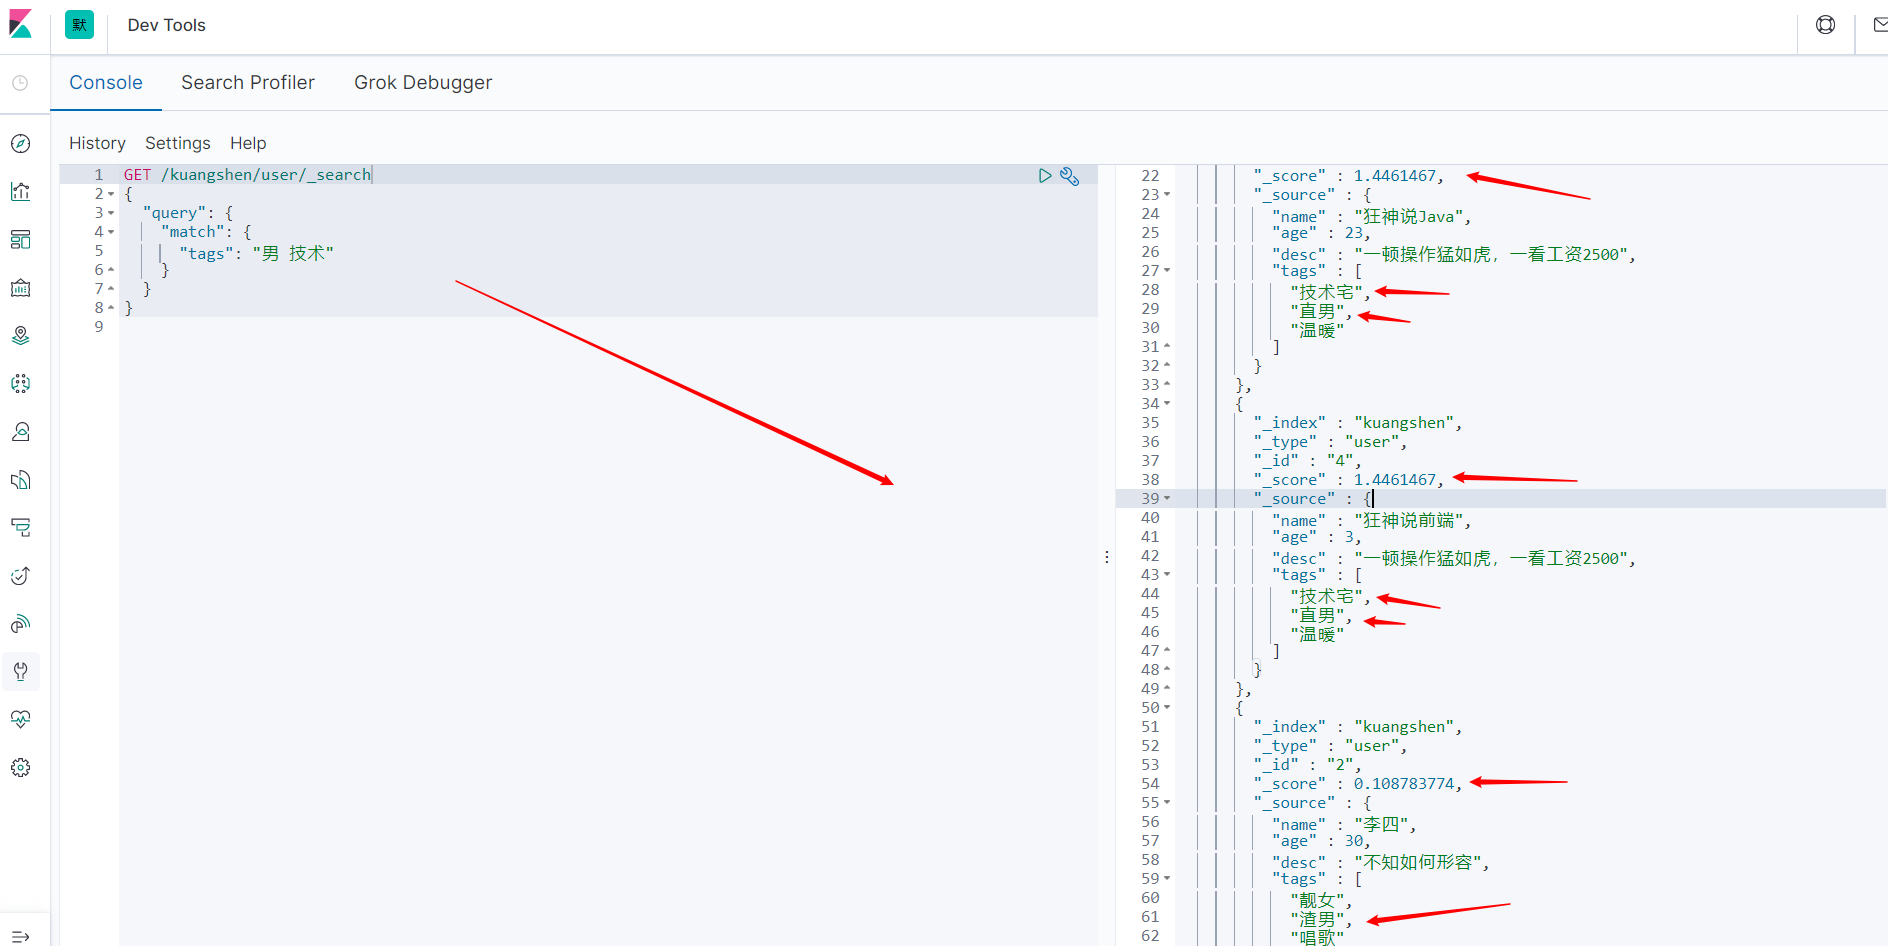 默 Dev Tools
Console Search Profiler Grok Debugger
History Settings Help
1 GET /kuangshen/user/_search
2 {
3 "query": {
4 "match": {
5 "tags": "男 技术"
6 }
7 }
8 }
9
22 "_score" : 1.4461467,
23 "_source" : {
24 "name" : "狂神说Java",
25 "age" : 23,
26 "desc" : "一顿操作猛如虎，一看工资2500",
27 "tags" : [
28 "技术宅",
29 "直男",
30 "温暖"
31 ]
32 }
33 },
34 {
35 "_index" : "kuangshen",
36 "_type" : "user",
37 "_id" : "4",
38 "_score" : 1.4461467,
39 "_source" : {
40 "name" : "狂神说前端",
41 "age" : 3,
42 "desc" : "一顿操作猛如虎，一看工资2500",
43 "tags" : [
44 "技术宅",
45 "直男",
46 "温暖"
47 ]
48 }
49 },
50 {
51 "_index" : "kuangshen",
52 "_type" : "user",
53 "_id" : "2",
54 "_score" : 0.108783774,
55 "_source" : {
56 "name" : "李四",
57 "age" : 30,
58 "desc" : "不知如何形容",
59 "tags" : [
60 "靓女",
61 "渣男",
62 "唱歌"